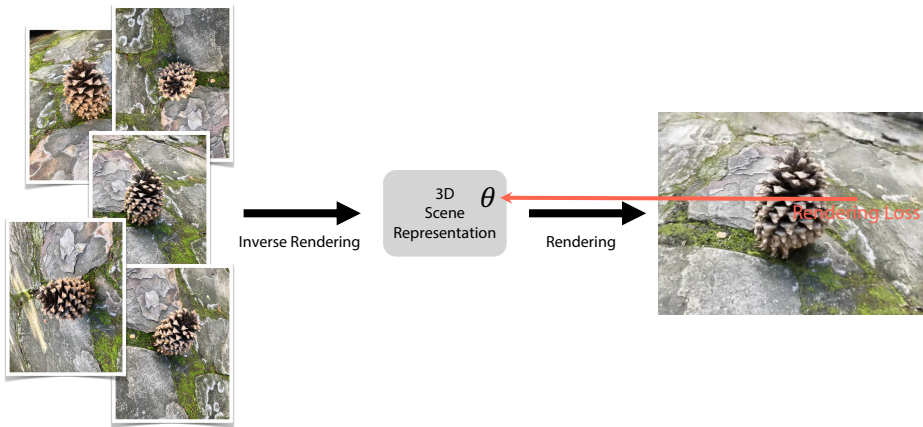 Inverse Rendering
3D
Scene
Representation
θ
Rendering
Rendering Loss